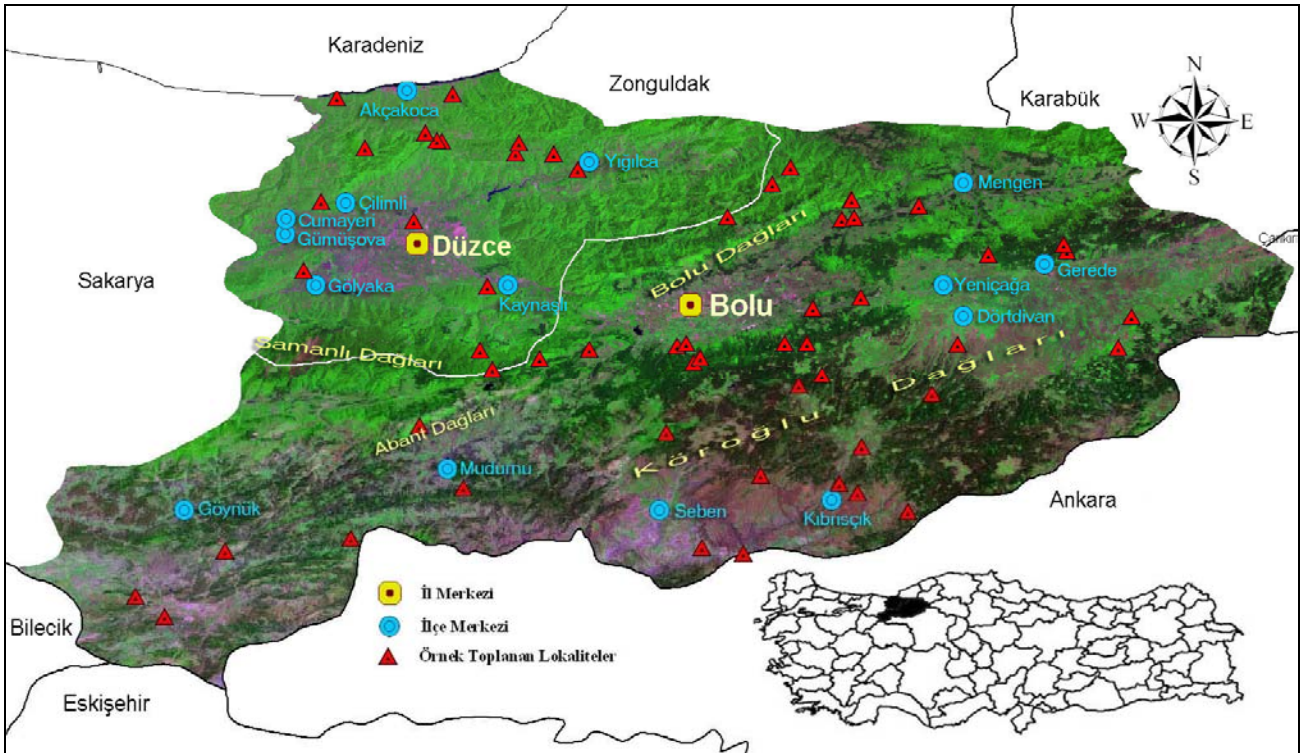 Karadeniz
Zonguldak
Karabük
N
W
E
S
Akçakoca
Yığılca
Mengen
Çilimli
Cumayeri
Gümüşova
Düzce
Bolu Dağları
Çankırı
Gerede
Sakarya
Gölyaka
Kaynaşlı
Yeniçağa
Bolu
Dörtdivan
Samanlı Dağları
Köroğlu Dağları
Abant Dağları
Mudurnu
Ankara
Göynük
Seben
Kıbrısçık
İl Merkezi
Bilecik
İlçe Merkezi
Örnek Toplanan Lokaliteler
Eskişehir